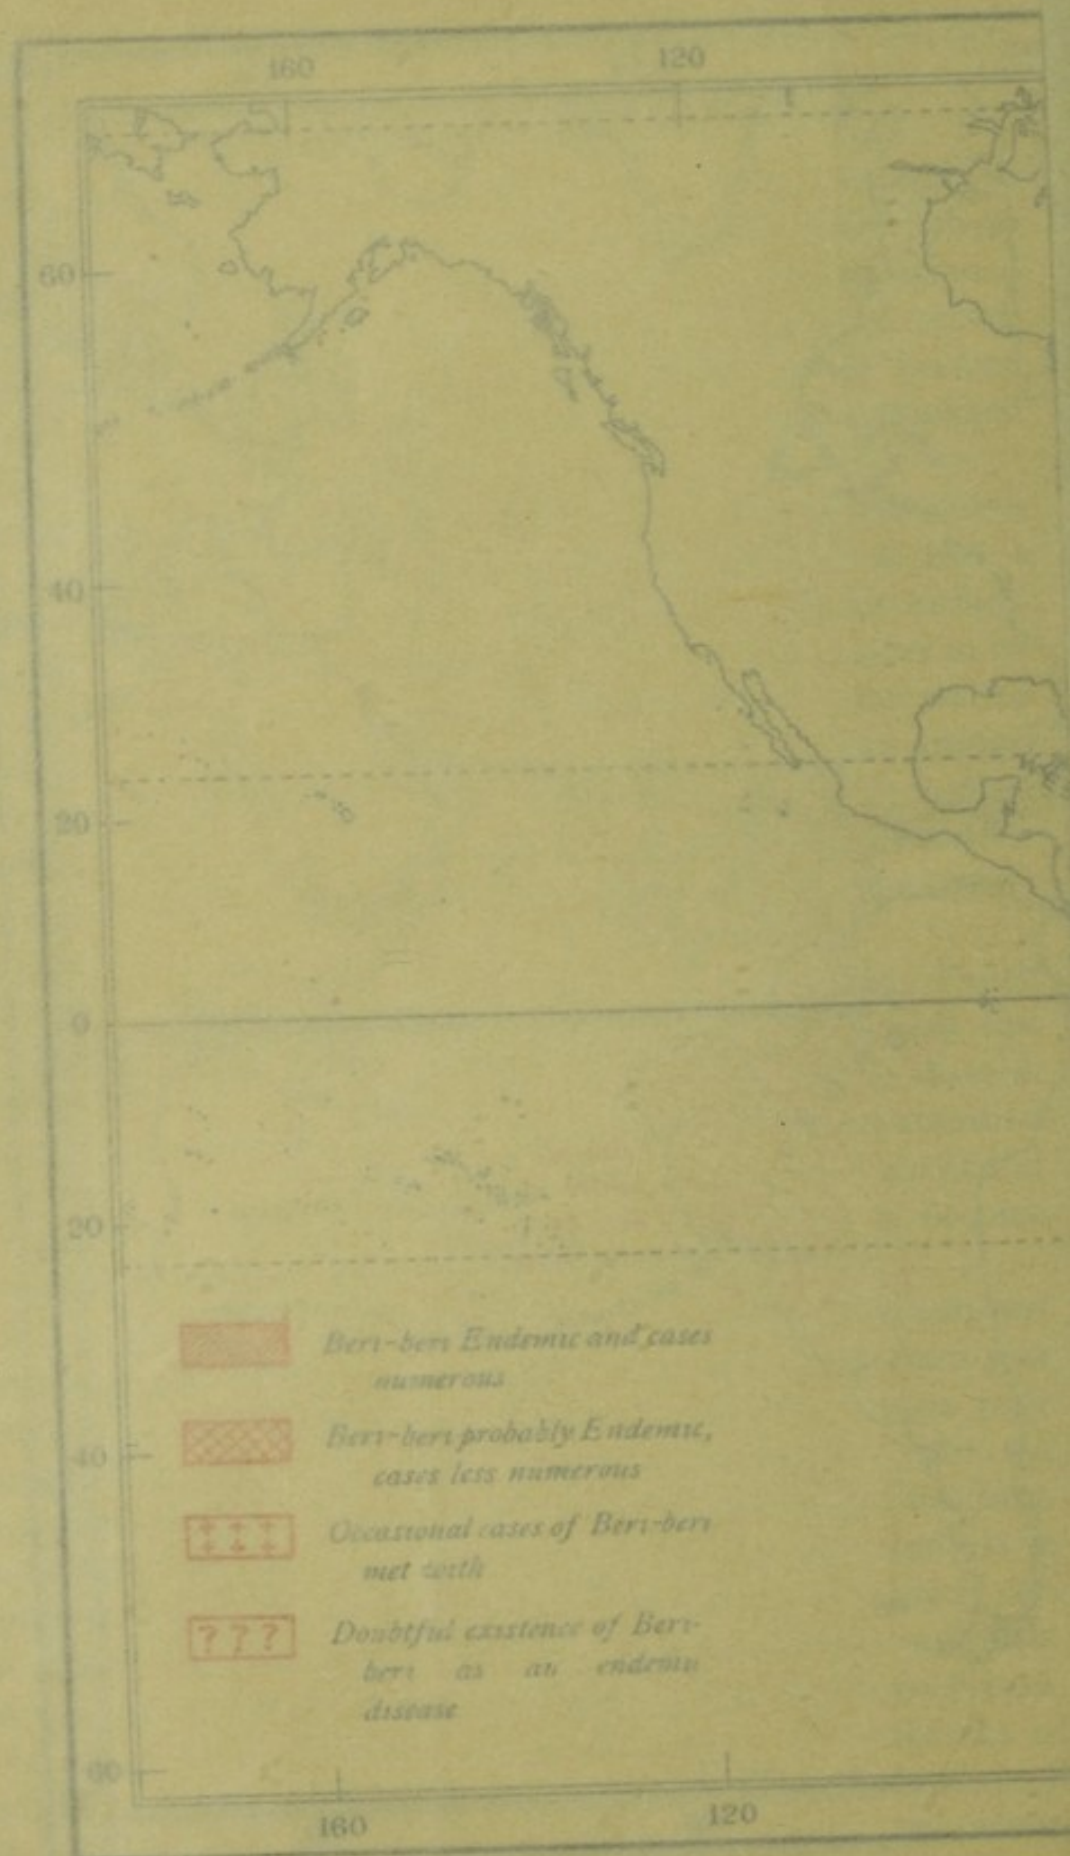 160 120
60
40
20
0
20
40
60
Beri-beri Endemic and cases
numerous
Beri-beri probably Endemic,
cases less numerous
Occasional cases of Beri-beri
met with
??? Doubtful existence of Beri-
beri as an endemic
disease
160 120